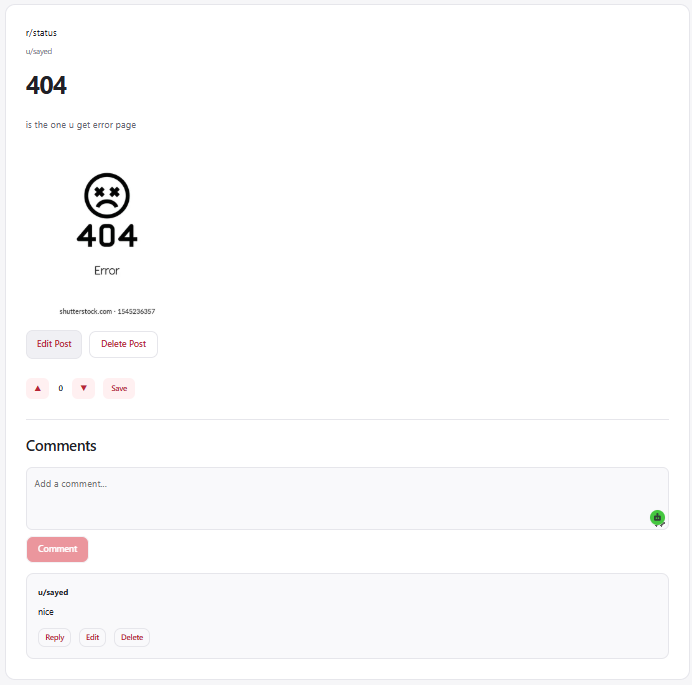 r/status
u/sayed
404
is the one u get error page
404
Error
shutterstock.com · 1545236357
Edit Post Delete Post
▲ 0 ▼ Save
Comments
Add a comment...
Comment
u/sayed
nice
Reply Edit Delete